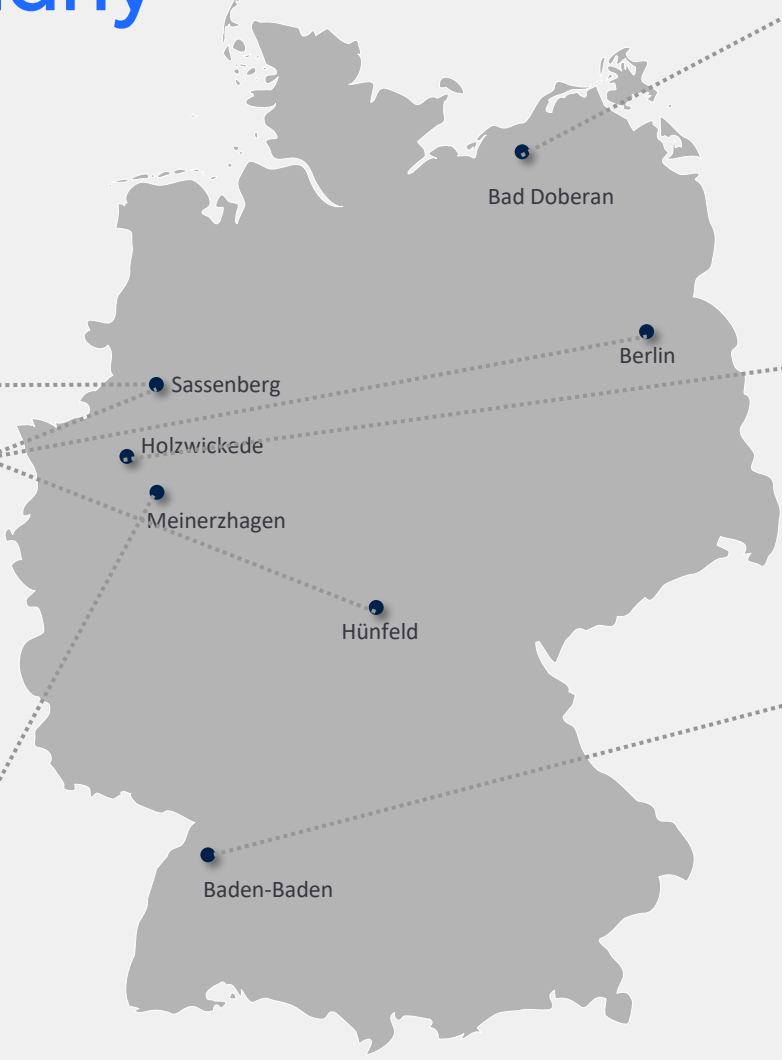 Bad Doberan
Berlin
Sassenberg
Holzwickede
Meinerzhagen
Hünfeld
Baden-Baden